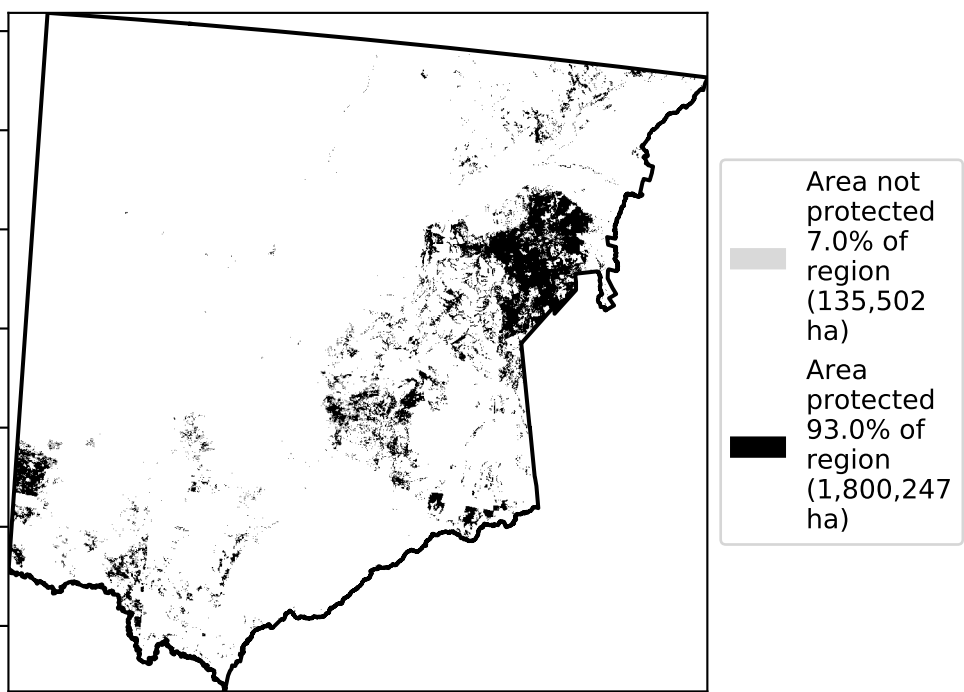 Area not
protected
7.0% of
region
(135,502
ha)
Area
protected
93.0% of
region
(1,800,247
ha)